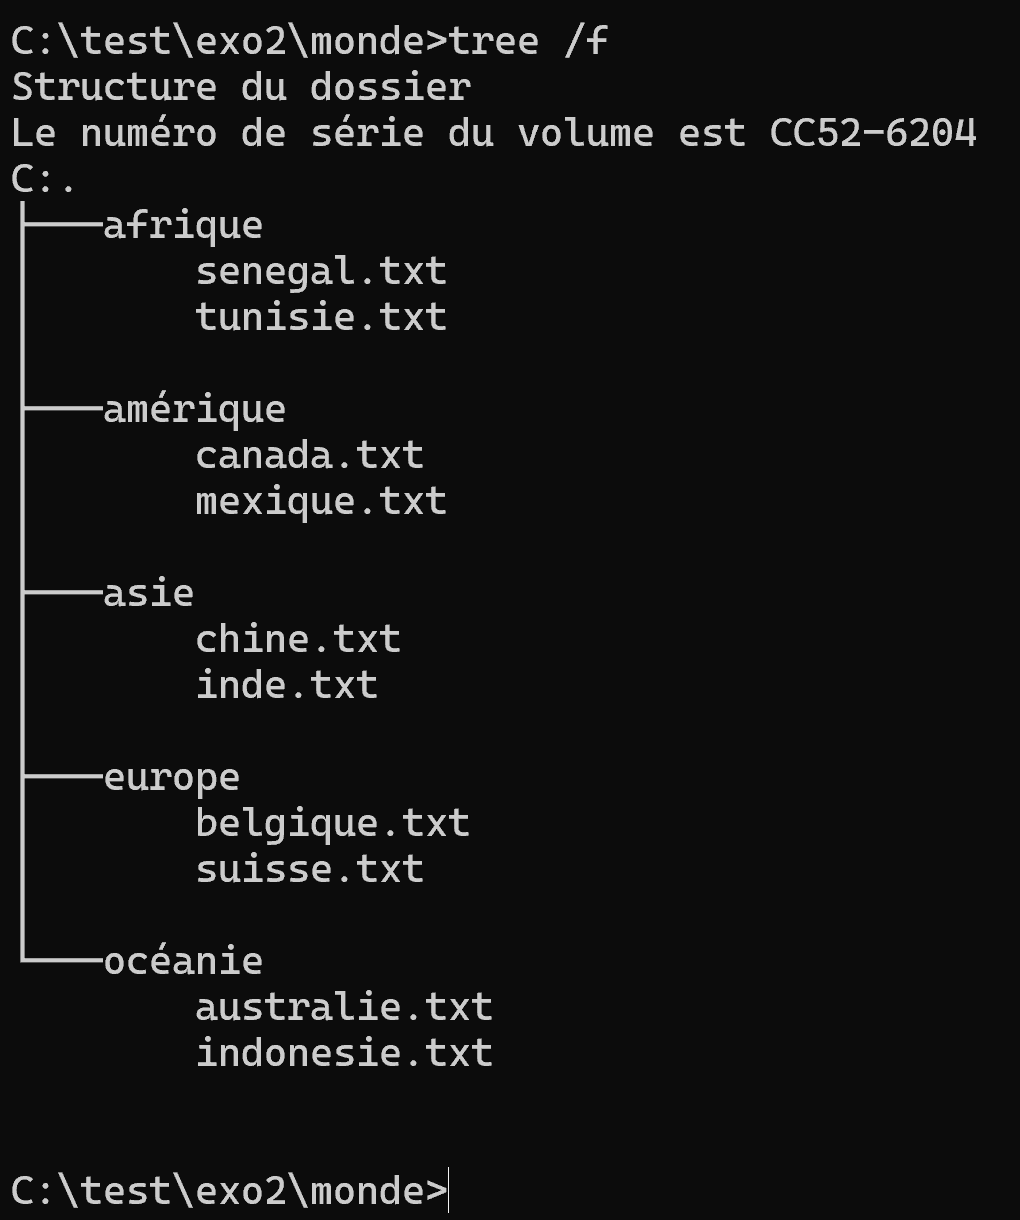 C:\test\exo2\monde>tree /f
Structure du dossier
Le numéro de série du volume est CC52-6204
C:.
├───afrique
│       senegal.txt
│       tunisie.txt
│
├───amérique
│       canada.txt
│       mexique.txt
│
├───asie
│       chine.txt
│       inde.txt
│
├───europe
│       belgique.txt
│       suisse.txt
│
└───océanie
        australie.txt
        indonesie.txt

C:\test\exo2\monde>